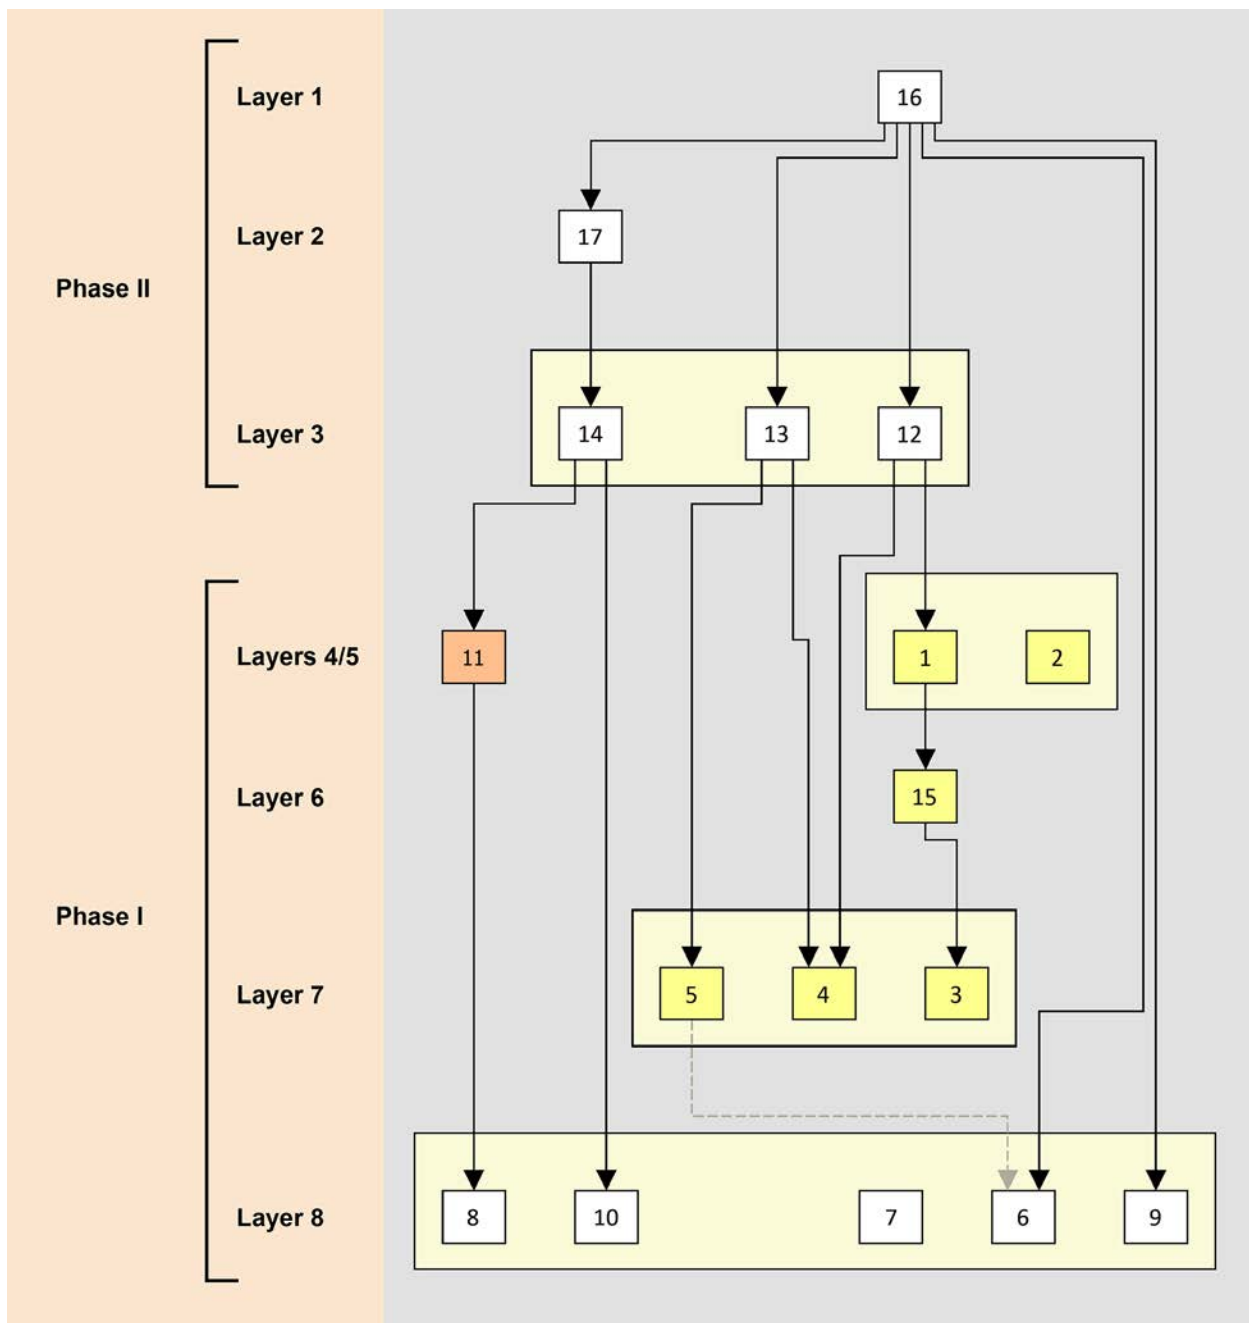 Layer 1
16
Layer 2
17
Phase II
Layer 3
14 13 12
Layers 4/5
11 1 2
Layer 6
15
Phase I
Layer 7
5 4 3
Layer 8
8 10 7 6 9